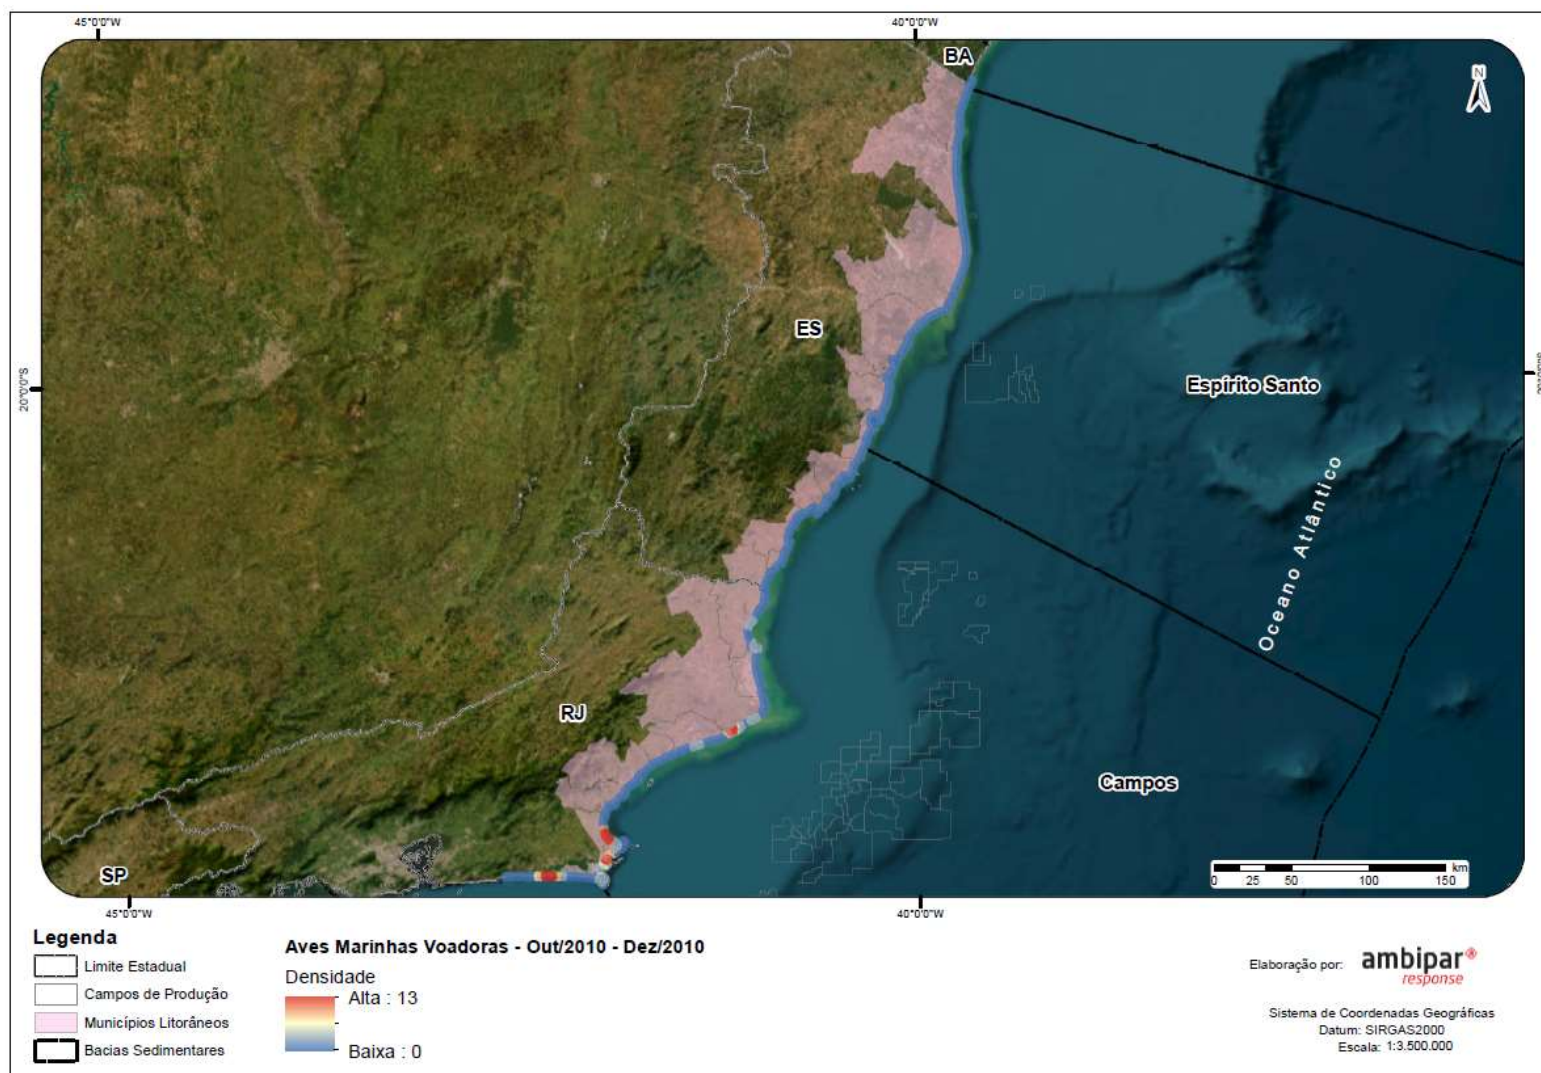 45°0'0"W
40°0'0"W
BA
N
ES
20°0'0"S
Espírito Santo
Oceano Atlântico
RJ
Campos
SP
km
0 25 50 100 150
45°0'0"W
40°0'0"W
Legenda
Limite Estadual
Campos de Produção
Municípios Litorâneos
Bacias Sedimentares
Aves Marinhas Voadoras - Out/2010 - Dez/2010
Densidade
Alta : 13
Baixa : 0
Elaboração por:
ambipar®
response
Sistema de Coordenadas Geográficas
Datum: SIRGAS2000
Escala: 1:3.500.000